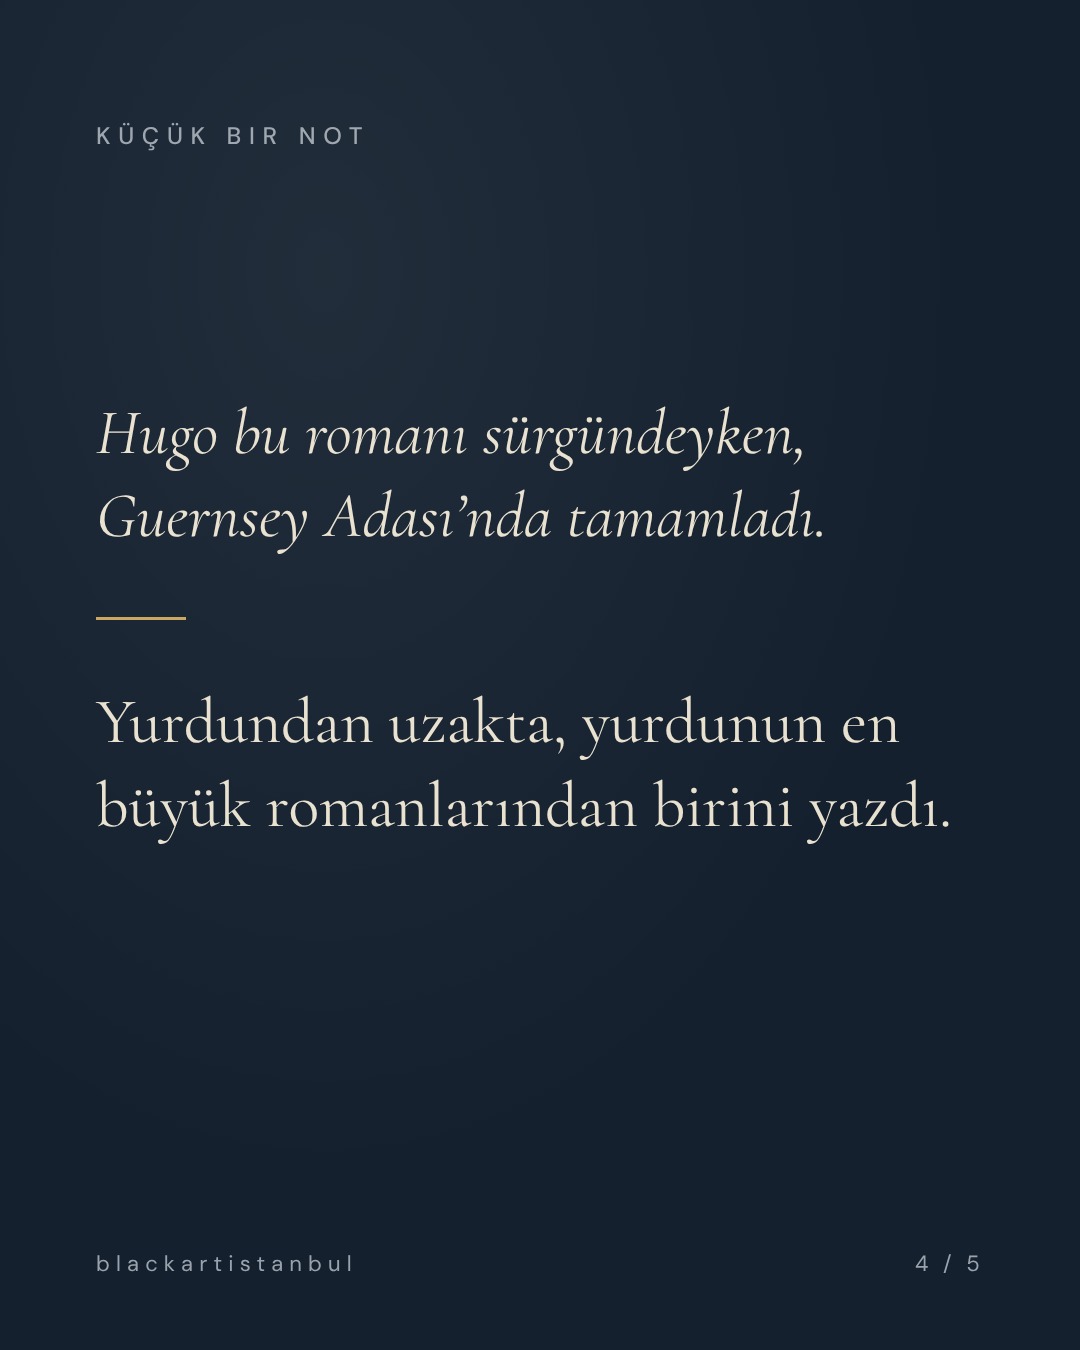 KÜÇÜK BIR NOT
Hugo bu romanı sürgündeyken,
Guernsey Adası’nda tamamladı.
Yurdundan uzakta, yurdunun en
büyük romanlarından birini yazdı.
blackartistanbul
4 / 5